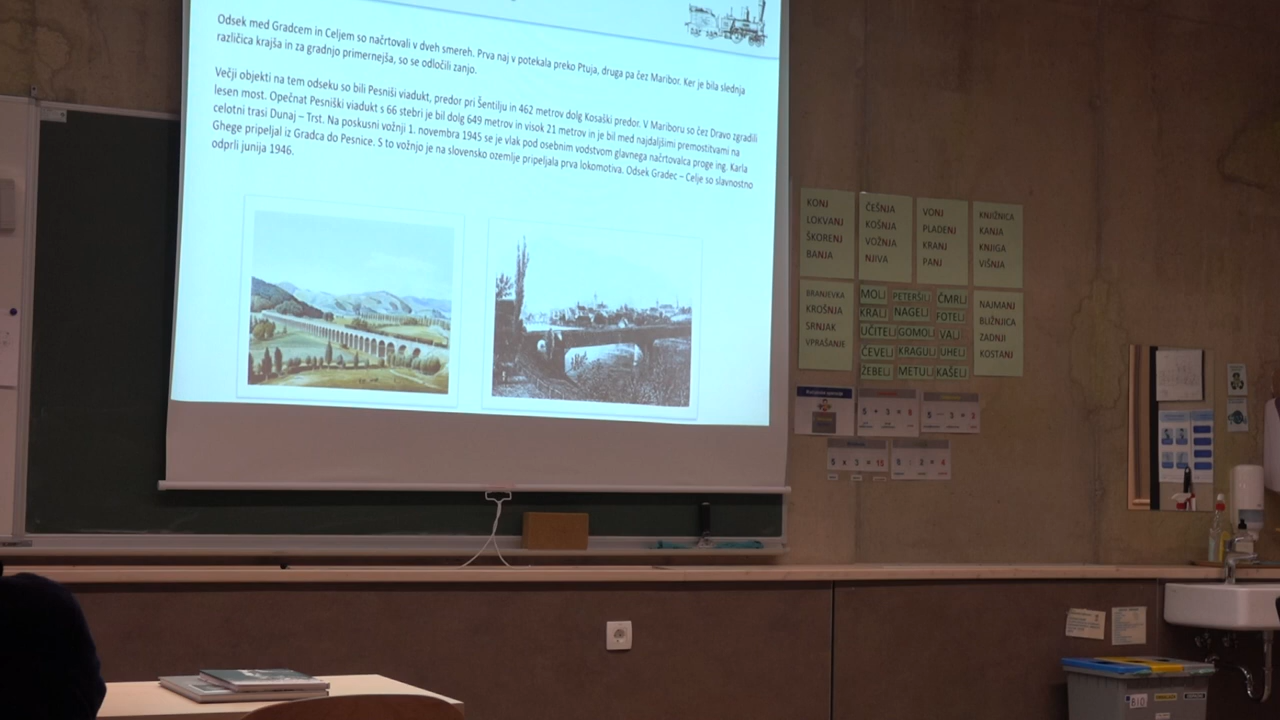 Odsek med Gradcem in Celjem so načrtovali v dveh smereh. Prva naj v potekala preko Ptuja, druga pa čez Maribor. Ker je bila slednja
različica krajša in za gradnjo primernejša, so se odločili zanjo.
Večji objekti na tem odseku so bili Pesniši viadukt, predor pri Šentilju in 462 metrov dolg Kosaški predor. V Mariboru so čez Dravo zgradili
lesen most. Opečnat Pesniški viadukt s 66 stebri je bil dolg 649 metrov in visok 21 metrov in je bil med najdaljšimi premostitvami na
celotni trasi Dunaj – Trst. Na poskusni vožnji 1. novembra 1945 se je vlak pod osebnim vodstvom glavnega načrtovalca proge ing. Karla
Ghege pripeljal iz Gradca do Pesnice. S to vožnjo je na slovensko ozemlje pripeljala prva lokomotiva. Odsek Gradec – Celje so slavnostno
odprli junija 1946.
KONJ
LOKVANJ
ŠKORENJ
BANJA
ČEŠNJA
KOŠNJA
VOŽNJA
NJIVA
VONJ
PLADENJ
KRANJ
PANJ
KNJIŽNICA
KANJA
KNJIGA
VIŠNJA
BRANJEVKA
KROŠNJA
SRNJAK
VPRAŠANJE
MOLJ PETERŠILJ ČMRLJ
KRALJ NAGELJ FOTELJ
UČITELJ GOMOLJ VALJ
ČEVELJ KRAGULJ UHELJ
ŽEBELJ METULJ KAŠELJ
NAJMANJ
BLIŽNJICA
ZADNJI
KOSTANJ
5 + 3 = 8
5 - 3 = 2
5 x 3 = 15
BIO